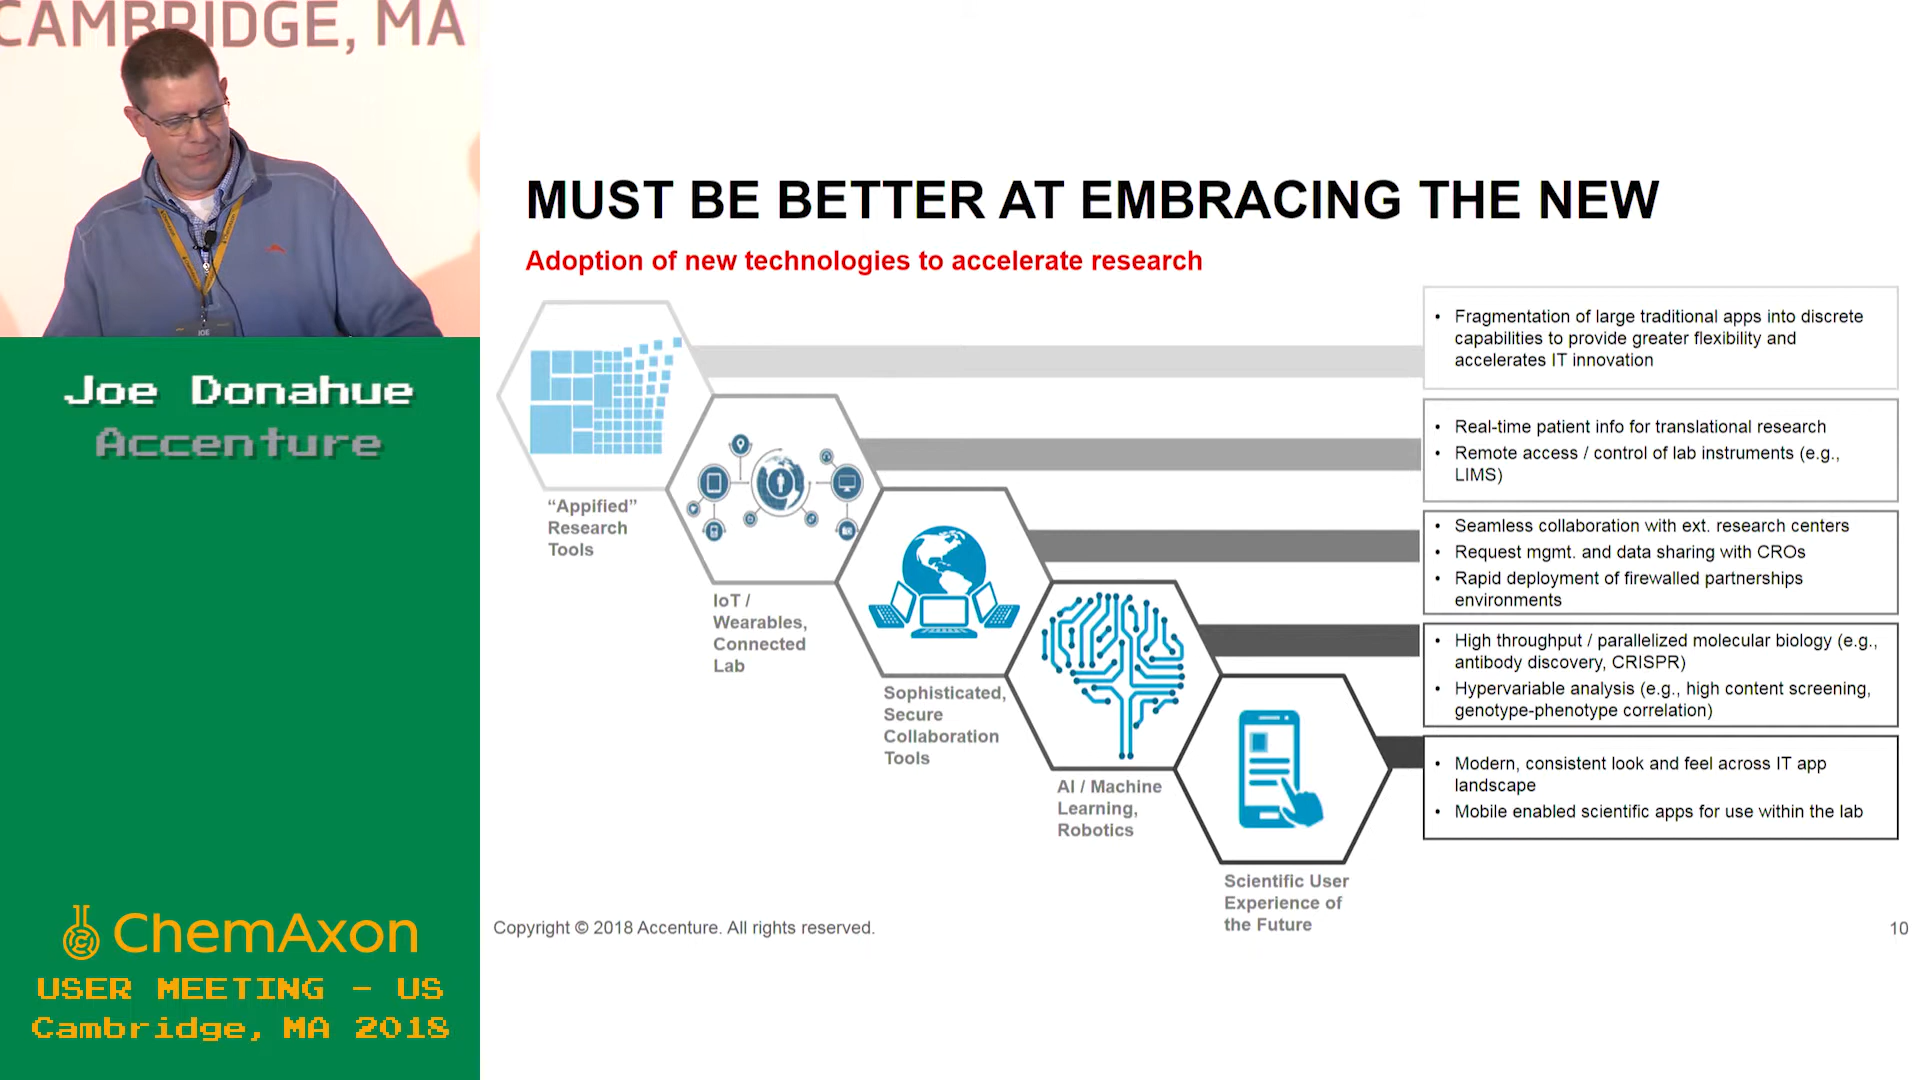 CAMBRIDGE, MA
JOE
Joe Donahue
Accenture
ChemAxon
USER MEETING - US
Cambridge, MA 2018
MUST BE BETTER AT EMBRACING THE NEW
Adoption of new technologies to accelerate research
“Appified”
Research
Tools
IoT /
Wearables,
Connected
Lab
Sophisticated,
Secure
Collaboration
Tools
AI / Machine
Learning,
Robotics
Scientific User
Experience of
the Future
• Fragmentation of large traditional apps into discrete
capabilities to provide greater flexibility and
accelerates IT innovation
• Real-time patient info for translational research
• Remote access / control of lab instruments (e.g.,
LIMS)
• Seamless collaboration with ext. research centers
• Request mgmt. and data sharing with CROs
• Rapid deployment of firewalled partnerships
environments
• High throughput / parallelized molecular biology (e.g.,
antibody discovery, CRISPR)
• Hypervariable analysis (e.g., high content screening,
genotype-phenotype correlation)
• Modern, consistent look and feel across IT app
landscape
• Mobile enabled scientific apps for use within the lab
Copyright © 2018 Accenture. All rights reserved.
10